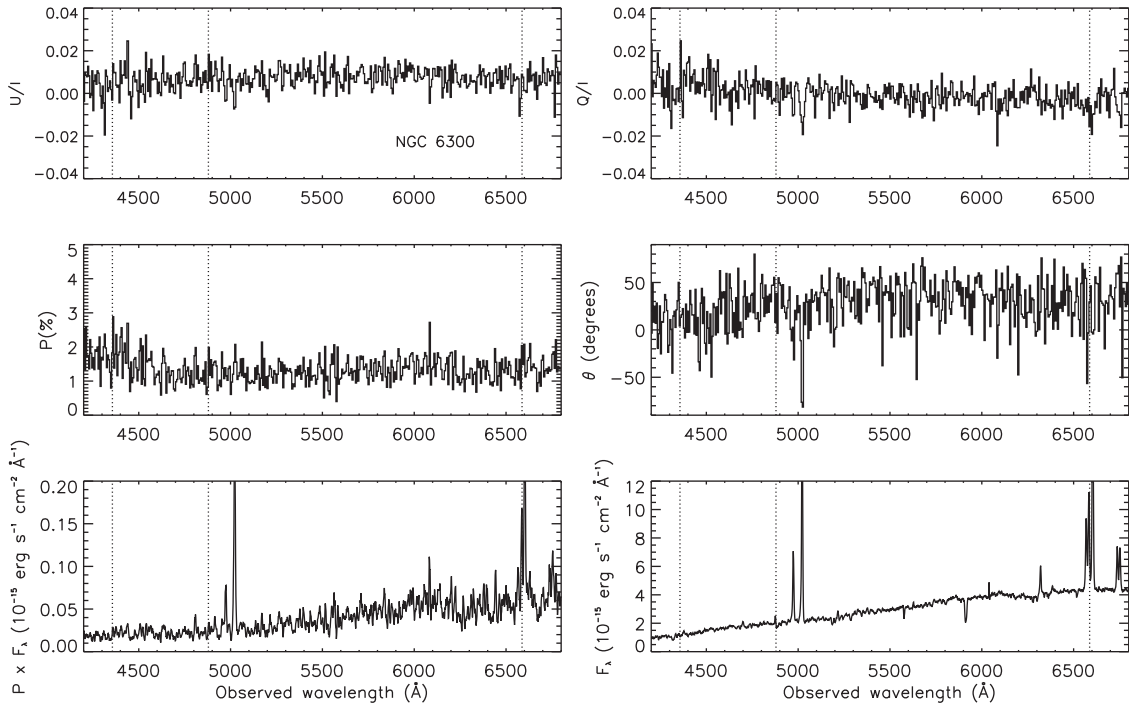 0.04 0.02 0.00 −0.02 −0.04
U/I
NGC 6300
4500 5000 5500 6000 6500
0.04 0.02 0.00 −0.02 −0.04
Q/I
4500 5000 5500 6000 6500
5 4 3 2 1 0
P(%)
4500 5000 5500 6000 6500
50 0 −50
θ (degrees)
4500 5000 5500 6000 6500
0.20 0.15 0.10 0.05 0.00
P x Fλ (10⁻¹⁵ erg s⁻¹ cm⁻² Å⁻¹)
4500 5000 5500 6000 6500
Observed wavelength (Å)
12 10 8 6 4 2 0
Fλ (10⁻¹⁵ erg s⁻¹ cm⁻² Å⁻¹)
4500 5000 5500 6000 6500
Observed wavelength (Å)